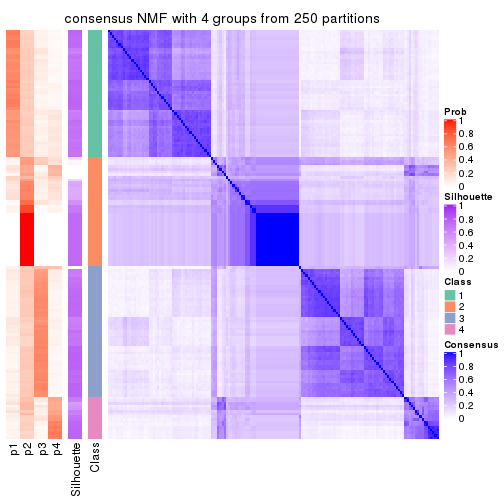 consensus NMF with 4 groups from 250 partitions
Prob
1
0.8
0.6
0.4
0.2
0
Silhouette
1
0.8
0.6
0.4
0.2
0
Class
1
2
3
4
Consensus
1
0.8
0.6
0.4
0.2
0
p1
p2
p3
p4
Silhouette
Class